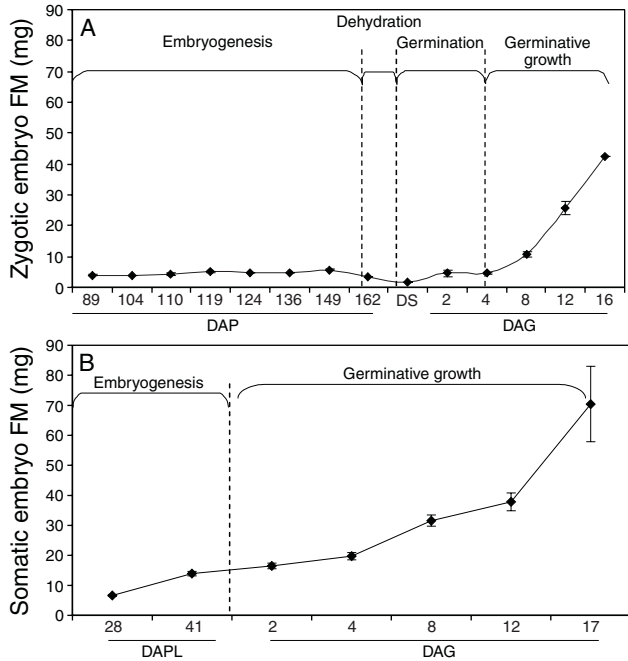 A
Dehydration
Embryogenesis
Germination
Germinative
growth
Zygotic embryo FM (mg)
90
80
70
60
50
40
30
20
10
0
89 104 110 119 124 136 149 162 DS 2 4 8 12 16
DAP DAG
B
Embryogenesis
Germinative growth
Somatic embryo FM (mg)
90
80
70
60
50
40
30
20
10
0
28 41 2 4 8 12 17
DAPL DAG